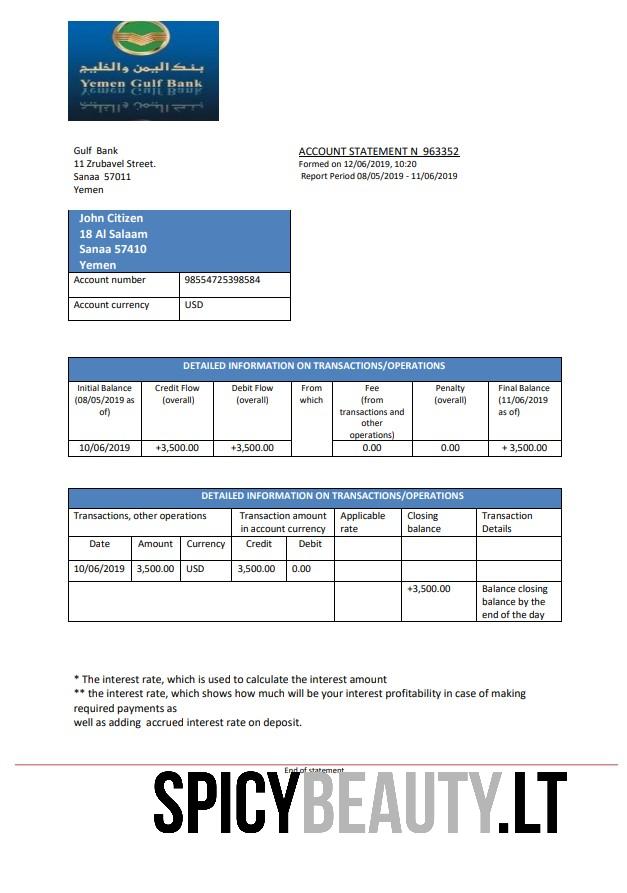 بنك اليمن والخليج
Yemen Gulf Bank
Gulf Bank
11 Zrubavel Street.
Sanaa 57011
Yemen
ACCOUNT STATEMENT N 963352
Formed on 12/06/2019, 10:20
Report Period 08/05/2019 - 11/06/2019
John Citizen
18 Al Salaam
Sanaa 57410
Yemen
Account number 98554725398584
Account currency USD
DETAILED INFORMATION ON TRANSACTIONS/OPERATIONS
Initial Balance (08/05/2019 as of) Credit Flow (overall) Debit Flow (overall) From which Fee (from transactions and other operations) Penalty (overall) Final Balance (11/06/2019 as of)
10/06/2019 +3,500.00 +3,500.00 0.00 0.00 + 3,500.00
DETAILED INFORMATION ON TRANSACTIONS/OPERATIONS
Transactions, other operations Transaction amount in account currency Applicable rate Closing balance Transaction Details
Date Amount Currency Credit Debit
10/06/2019 3,500.00 USD 3,500.00 0.00
+3,500.00 Balance closing balance by the end of the day
* The interest rate, which is used to calculate the interest amount
** the interest rate, which shows how much will be your interest profitability in case of making
required payments as
well as adding accrued interest rate on deposit.
End of statement
SPICYBEAUTY.LT